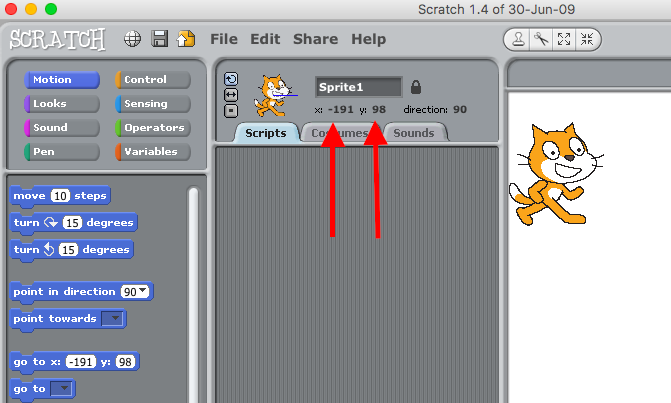 Scratch 1.4 of 30-Jun-09
SCRATCH File Edit Share Help
Motion Control
Looks Sensing
Sound Operators
Pen Variables
Sprite1
x: -191 y: 98 direction: 90
Scripts Costumes Sounds
move 10 steps
turn 15 degrees
turn 15 degrees
point in direction 90
point towards
go to x: -191 y: 98
go to